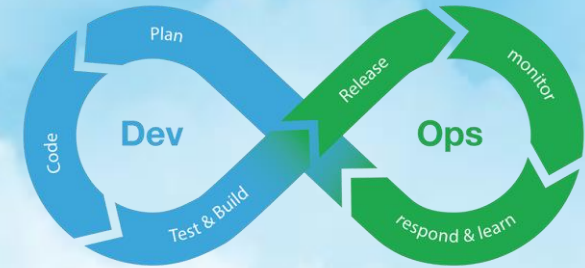 Plan
Code
Dev
Test & Build
Release
monitor
Ops
respond & learn